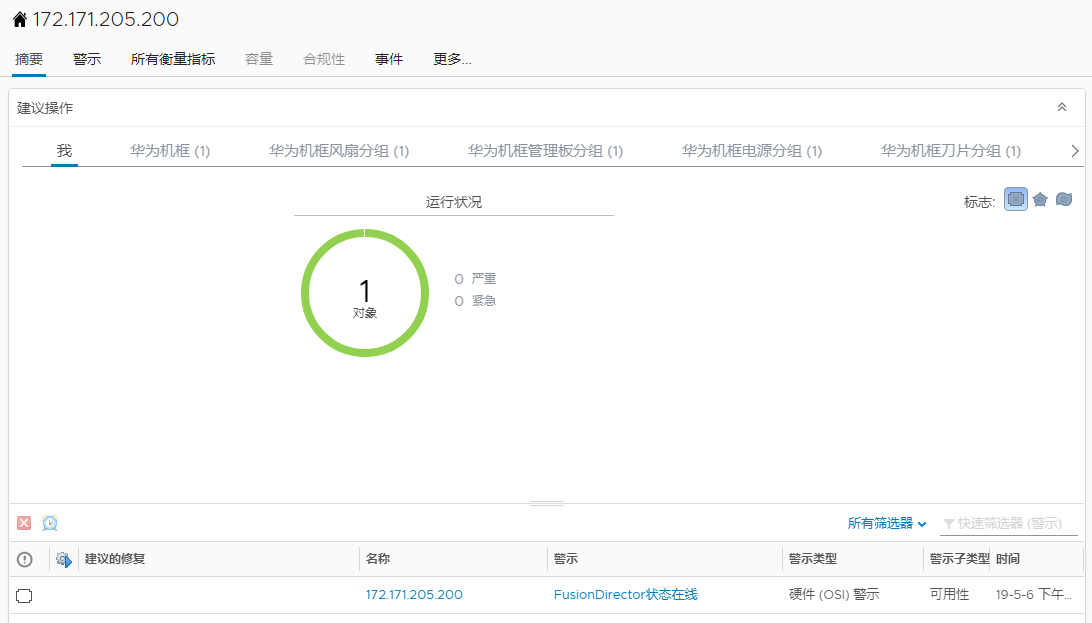 172.171.205.200
摘要 警示 所有衡量指标 容量 合规性 事件 更多...
建议操作
我 华为机框 (1) 华为机框风扇分组 (1) 华为机框管理板分组 (1) 华为机框电源分组 (1) 华为机框刀片分组 (1)
运行状况 标志:
0 严重
1
0 紧急
对象
所有筛选器 快速筛选器 (警示)
建议的修复 名称 警示 警示类型 警示子类型 时间
172.171.205.200 FusionDirector状态在线 硬件 (OSI) 警示 可用性 19-5-6 下午...